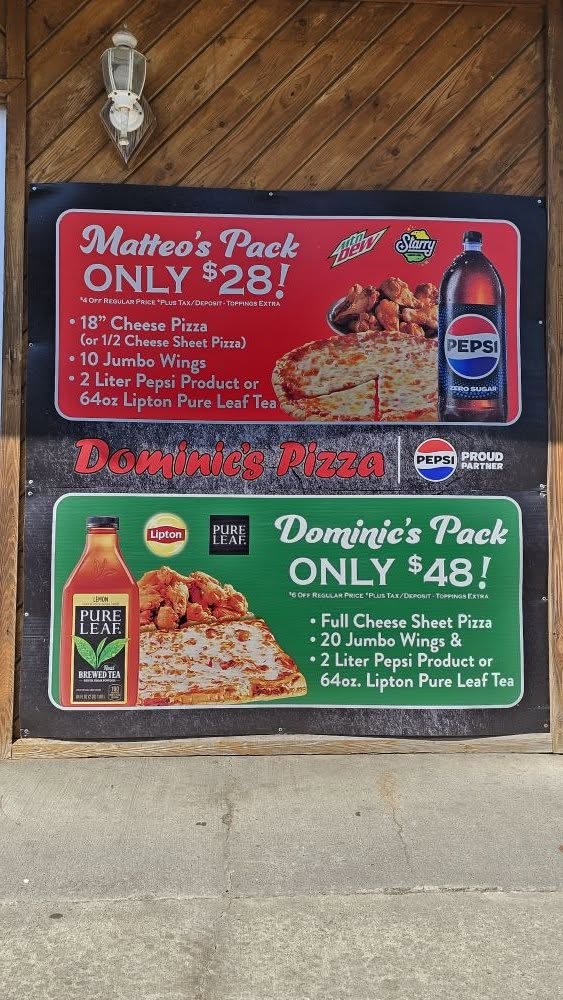 Matteo's Pack
ONLY $28!
$4 Off Regular Price *Plus Tax/Deposit - Toppings Extra
• 18" Cheese Pizza
(or 1/2 Cheese Sheet Pizza)
• 10 Jumbo Wings
• 2 Liter Pepsi Product or
64oz Lipton Pure Leaf Tea
mtn DEW
Starry
PEPSI
ZERO SUGAR
Dominic's Pizza
PEPSI
PROUD
PARTNER
Lipton
PURE
LEAF
Dominic's Pack
ONLY $48!
*6 Off Regular Price *Plus Tax/Deposit - Toppings Extra
• Full Cheese Sheet Pizza
• 20 Jumbo Wings &
• 2 Liter Pepsi Product or
64oz. Lipton Pure Leaf Tea
LEMON
PURE
LEAF
Real
BREWED TEA